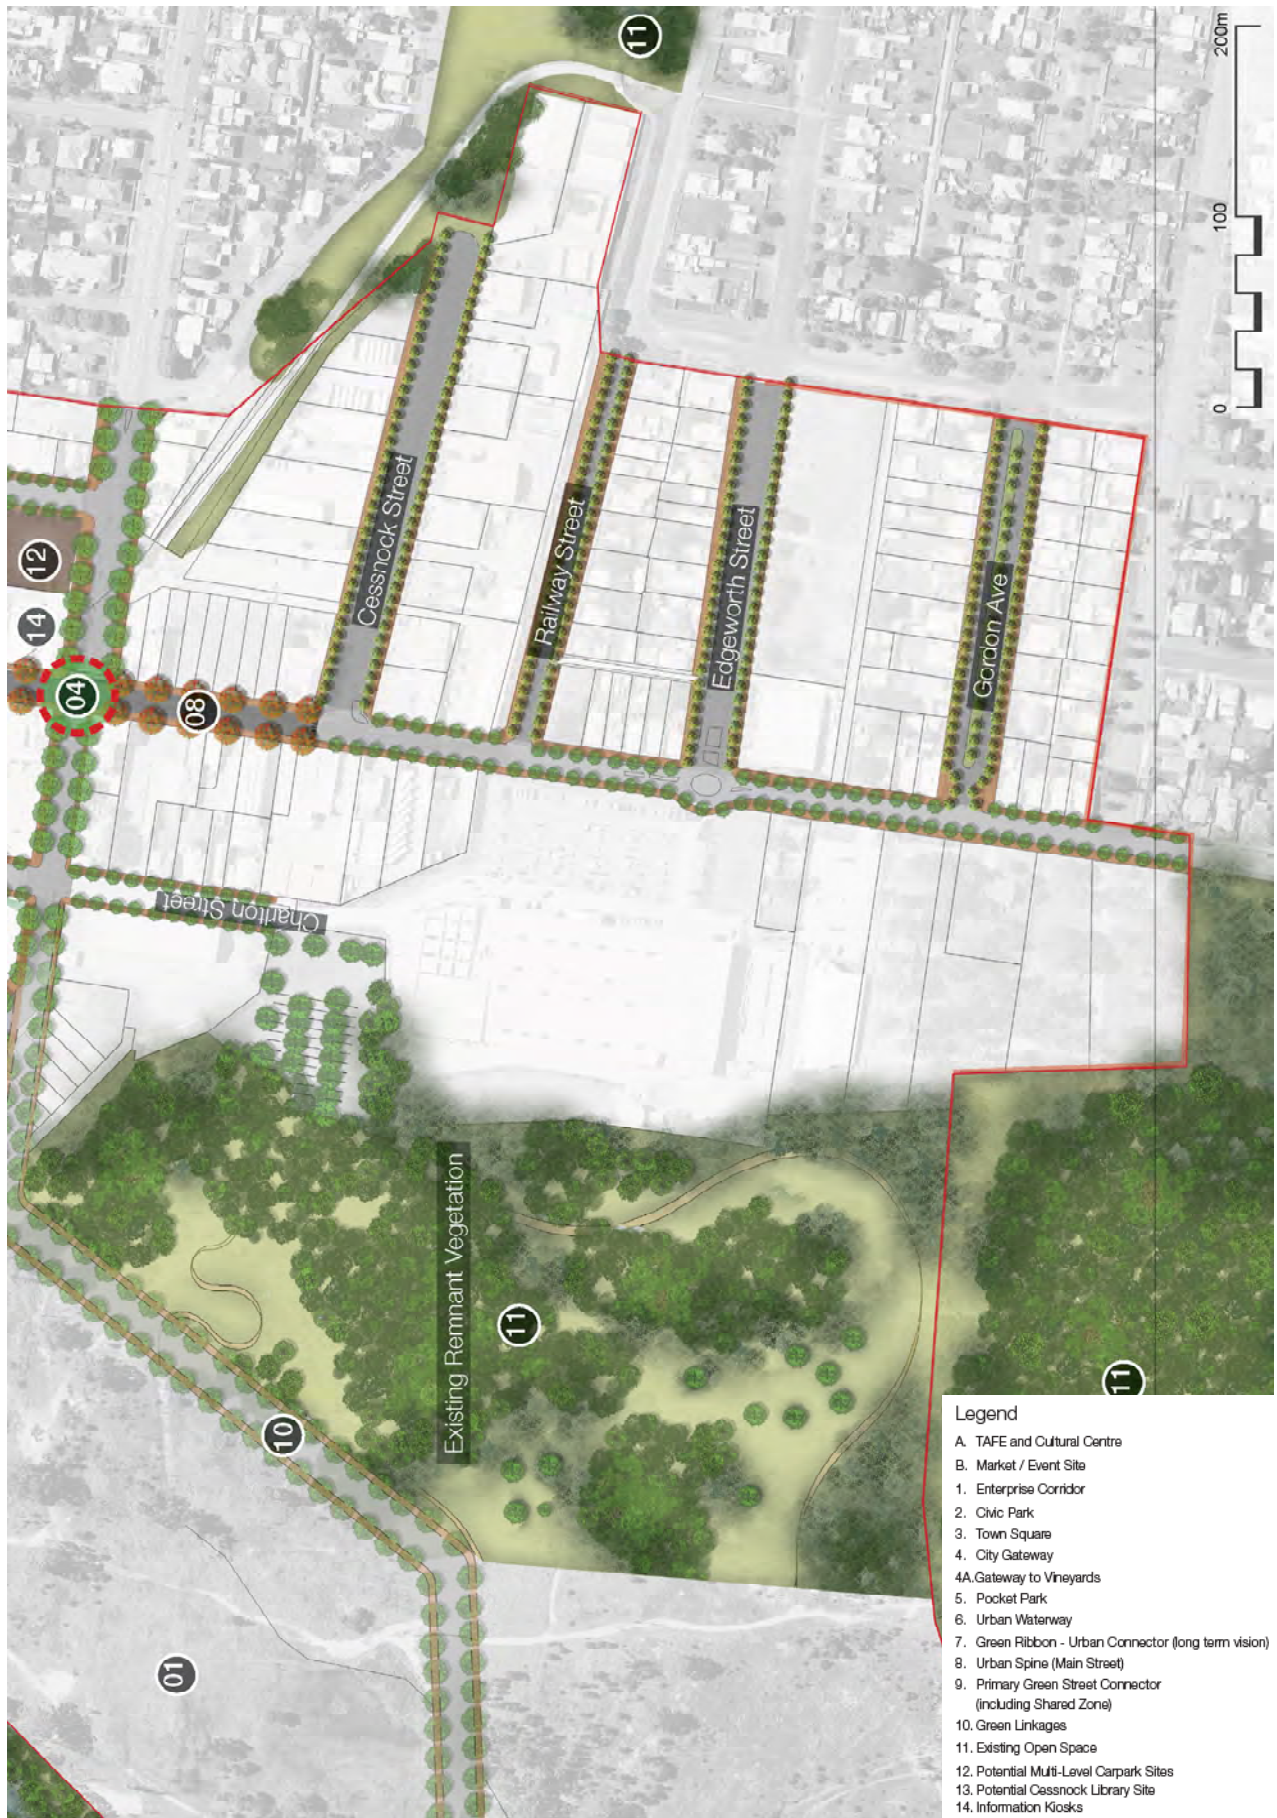 11
200m
100
0
12
14
04
08
Cessnock Street
Railway Street
Edgeworth Street
Gordon Ave
Charlton Street
Existing Remnant Vegetation
11
10
11
01
Legend
A. TAFE and Cultural Centre
B. Market / Event Site
1. Enterprise Corridor
2. Civic Park
3. Town Square
4. City Gateway
4A.Gateway to Vineyards
5. Pocket Park
6. Urban Waterway
7. Green Ribbon - Urban Connector (long term vision)
8. Urban Spine (Main Street)
9. Primary Green Street Connector
(including Shared Zone)
10. Green Linkages
11. Existing Open Space
12. Potential Multi-Level Carpark Sites
13. Potential Cessnock Library Site
14. Information Kiosks